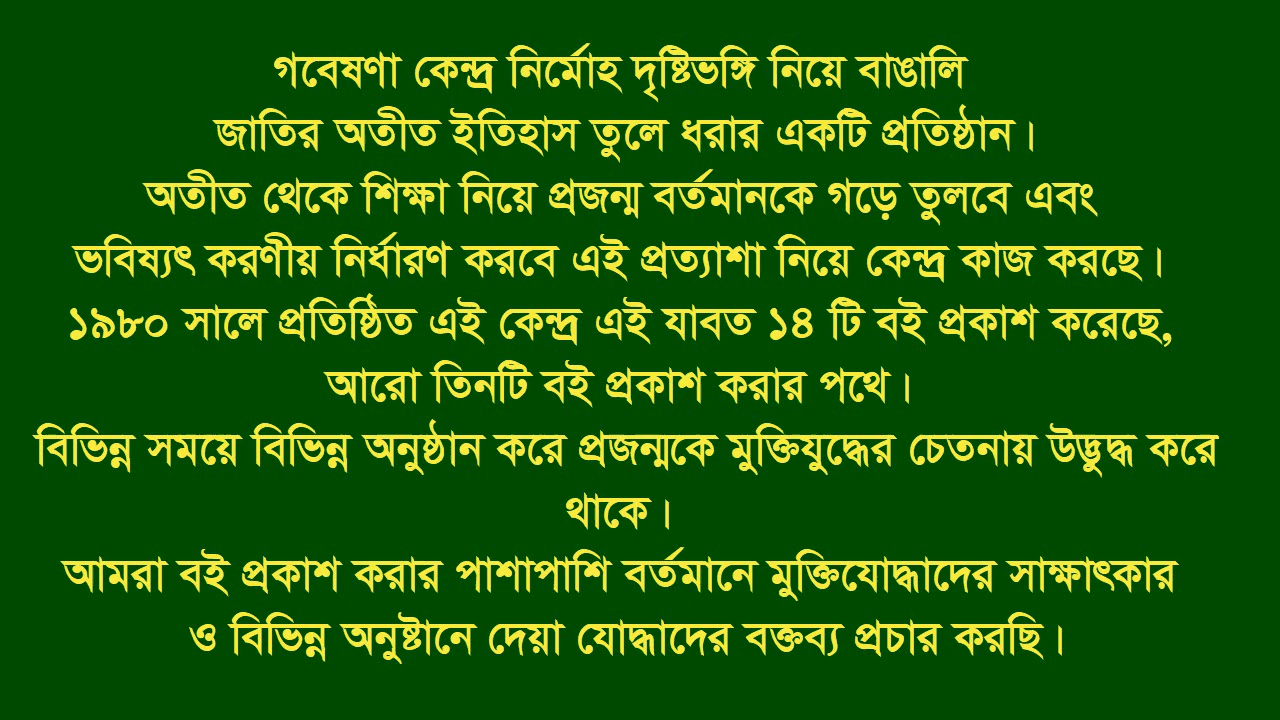 গবেষণা কেন্দ্র নির্মোহ দৃষ্টিভঙ্গি নিয়ে বাঙালি
জাতির অতীত ইতিহাস তুলে ধরার একটি প্রতিষ্ঠান।
অতীত থেকে শিক্ষা নিয়ে প্রজন্ম বর্তমানকে গড়ে তুলবে এবং
ভবিষ্যৎ করণীয় নির্ধারণ করবে এই প্রত্যাশা নিয়ে কেন্দ্র কাজ করছে।
১৯৮০ সালে প্রতিষ্ঠিত এই কেন্দ্র এই যাবত ১৪ টি বই প্রকাশ করেছে,
আরো তিনটি বই প্রকাশ করার পথে।
বিভিন্ন সময়ে বিভিন্ন অনুষ্ঠান করে প্রজন্মকে মুক্তিযুদ্ধের চেতনায় উদ্ভুদ্ধ করে
থাকে।
আমরা বই প্রকাশ করার পাশাপাশি বর্তমানে মুক্তিযোদ্ধাদের সাক্ষাৎকার
ও বিভিন্ন অনুষ্টানে দেয়া যোদ্ধাদের বক্তব্য প্রচার করছি।